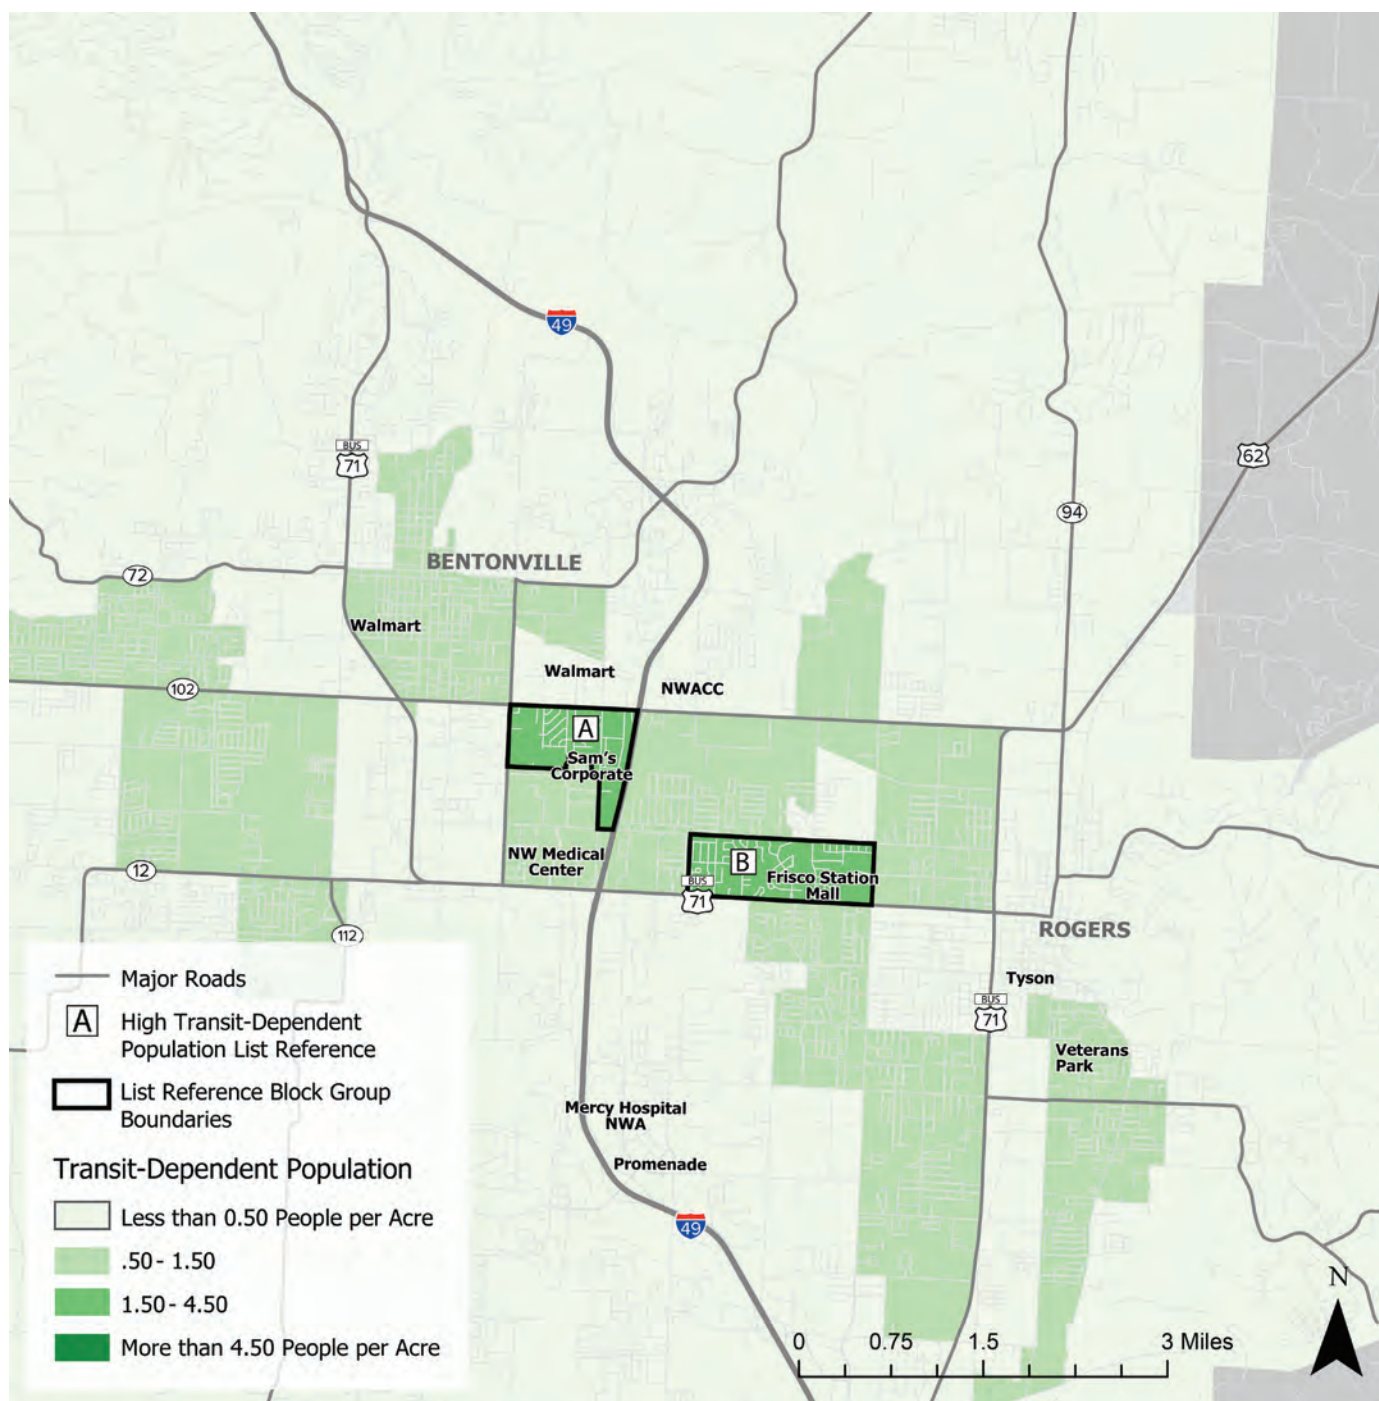 49
BUS
71
62
94
BENTONVILLE
72
Walmart
Walmart
102
NWACC
A
Sam's
Corporate
NW Medical
Center
B
12
Frisco Station
Mall
BUS
71
112
ROGERS
Tyson
BUS
71
Veterans
Park
Mercy Hospital
NWA
Promenade
49
Major Roads
A
High Transit-Dependent
Population List Reference
List Reference Block Group
Boundaries
Transit-Dependent Population
Less than 0.50 People per Acre
.50 - 1.50
1.50 - 4.50
More than 4.50 People per Acre
N
0 0.75 1.5 3 Miles